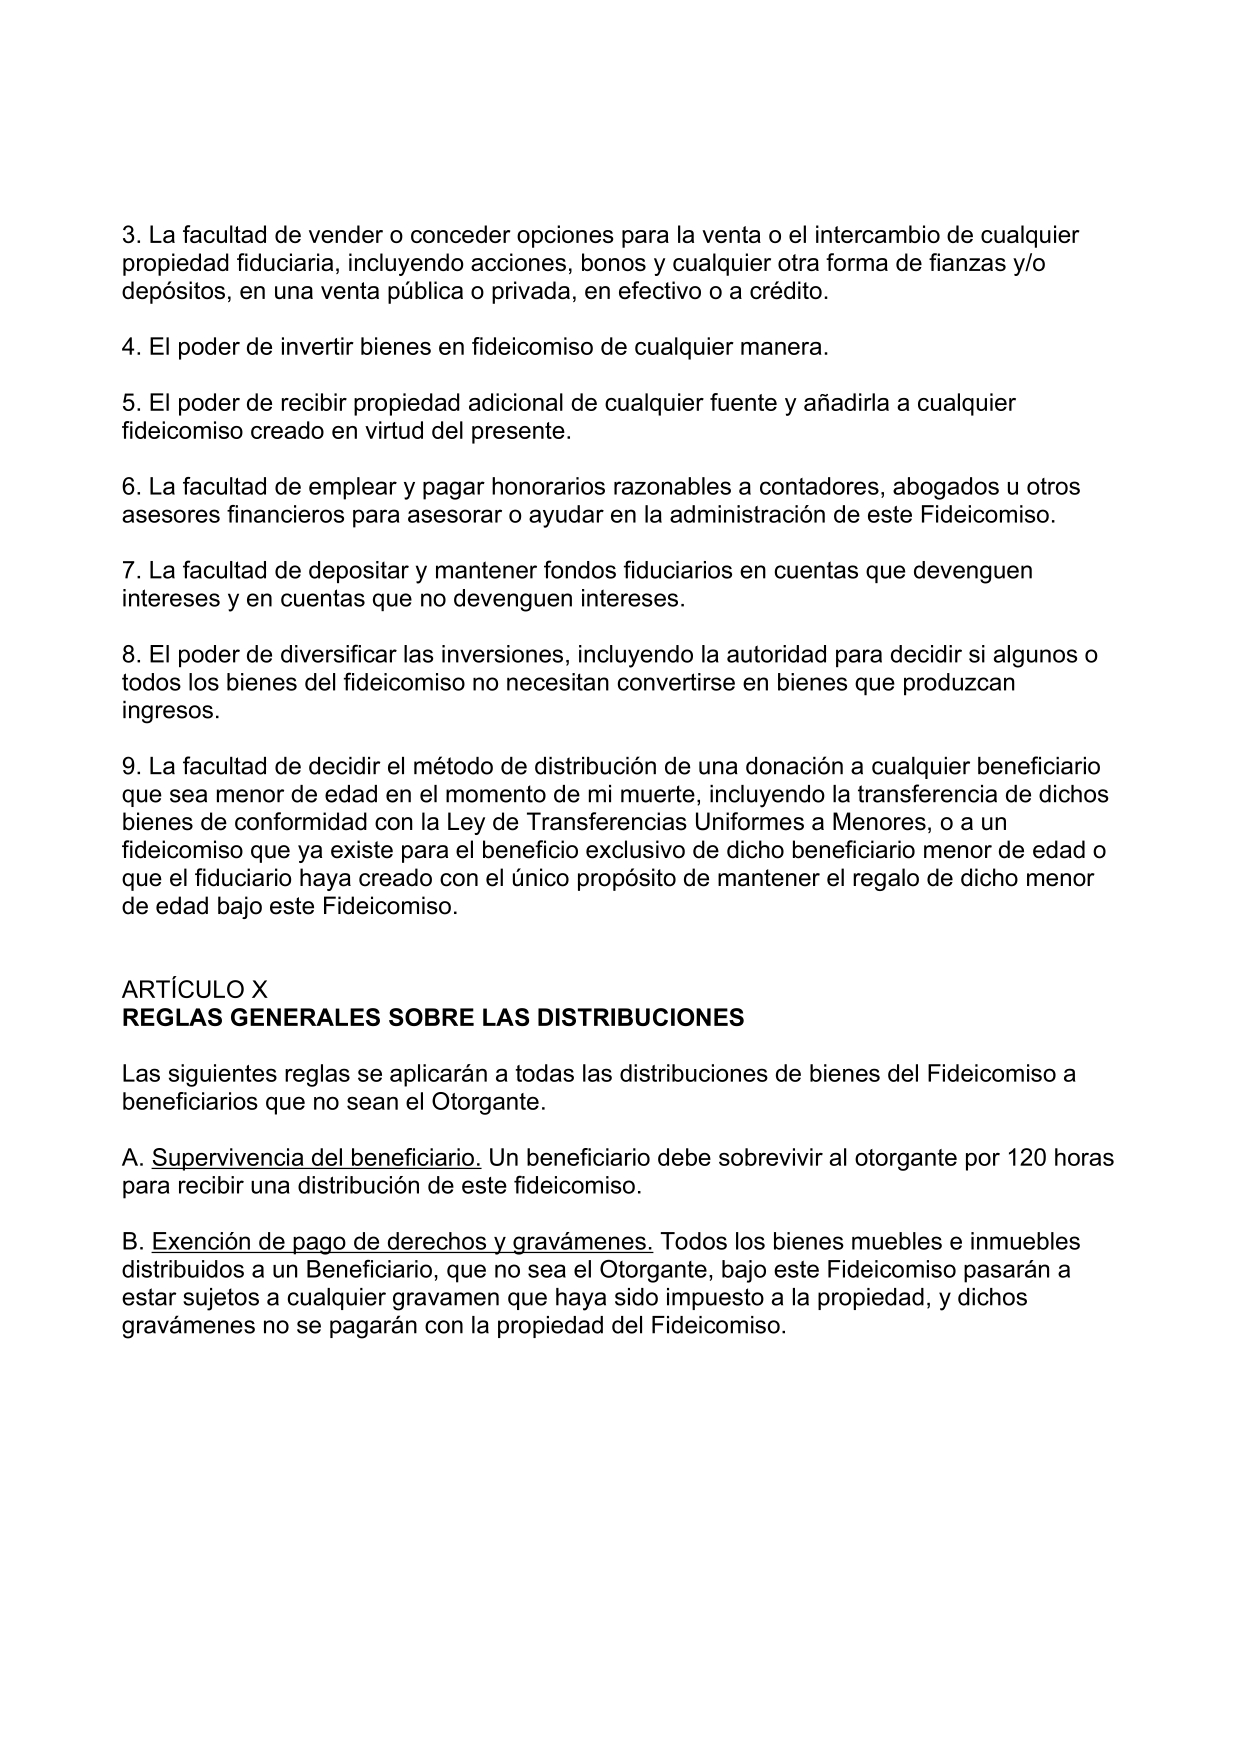 3. La facultad de vender o conceder opciones para la venta o el intercambio de cualquier
propiedad fiduciaria, incluyendo acciones, bonos y cualquier otra forma de fianzas y/o
depósitos, en una venta pública o privada, en efectivo o a crédito.
4. El poder de invertir bienes en fideicomiso de cualquier manera.
5. El poder de recibir propiedad adicional de cualquier fuente y añadirla a cualquier
fideicomiso creado en virtud del presente.
6. La facultad de emplear y pagar honorarios razonables a contadores, abogados u otros
asesores financieros para asesorar o ayudar en la administración de este Fideicomiso.
7. La facultad de depositar y mantener fondos fiduciarios en cuentas que devenguen
intereses y en cuentas que no devenguen intereses.
8. El poder de diversificar las inversiones, incluyendo la autoridad para decidir si algunos o
todos los bienes del fideicomiso no necesitan convertirse en bienes que produzcan
ingresos.
9. La facultad de decidir el método de distribución de una donación a cualquier beneficiario
que sea menor de edad en el momento de mi muerte, incluyendo la transferencia de dichos
bienes de conformidad con la Ley de Transferencias Uniformes a Menores, o a un
fideicomiso que ya existe para el beneficio exclusivo de dicho beneficiario menor de edad o
que el fiduciario haya creado con el único propósito de mantener el regalo de dicho menor
de edad bajo este Fideicomiso.
ARTÍCULO X
REGLAS GENERALES SOBRE LAS DISTRIBUCIONES
Las siguientes reglas se aplicarán a todas las distribuciones de bienes del Fideicomiso a
beneficiarios que no sean el Otorgante.
A. Supervivencia del beneficiario. Un beneficiario debe sobrevivir al otorgante por 120 horas
para recibir una distribución de este fideicomiso.
B. Exención de pago de derechos y gravámenes. Todos los bienes muebles e inmuebles
distribuidos a un Beneficiario, que no sea el Otorgante, bajo este Fideicomiso pasarán a
estar sujetos a cualquier gravamen que haya sido impuesto a la propiedad, y dichos
gravámenes no se pagarán con la propiedad del Fideicomiso.